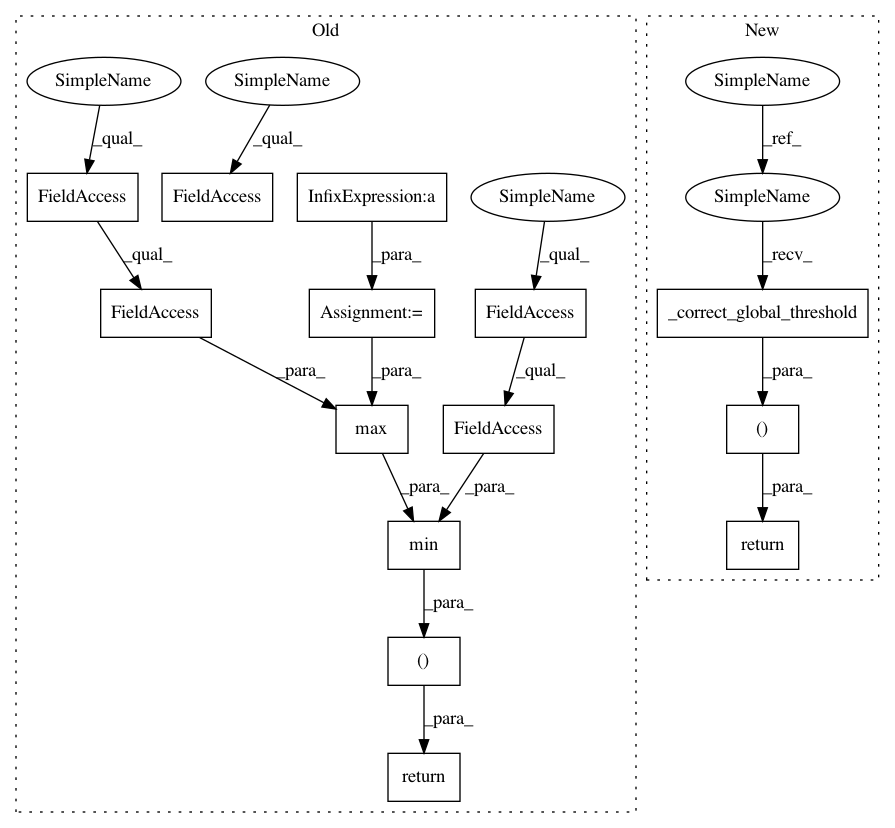 Old
New
SimpleName
SimpleName
SimpleName
_qual_
_qual_
_ref_
FieldAccess
FieldAccess
InfixExpression:a
SimpleName
SimpleName
_qual_
_para_
_qual_
_recv_
FieldAccess
Assignment:=
FieldAccess
_correct_global_threshold
_para_
_para_
_qual_
_para_
max
FieldAccess
()
_para_
_para_
_para_
min
return
_para_
()
_para_
return